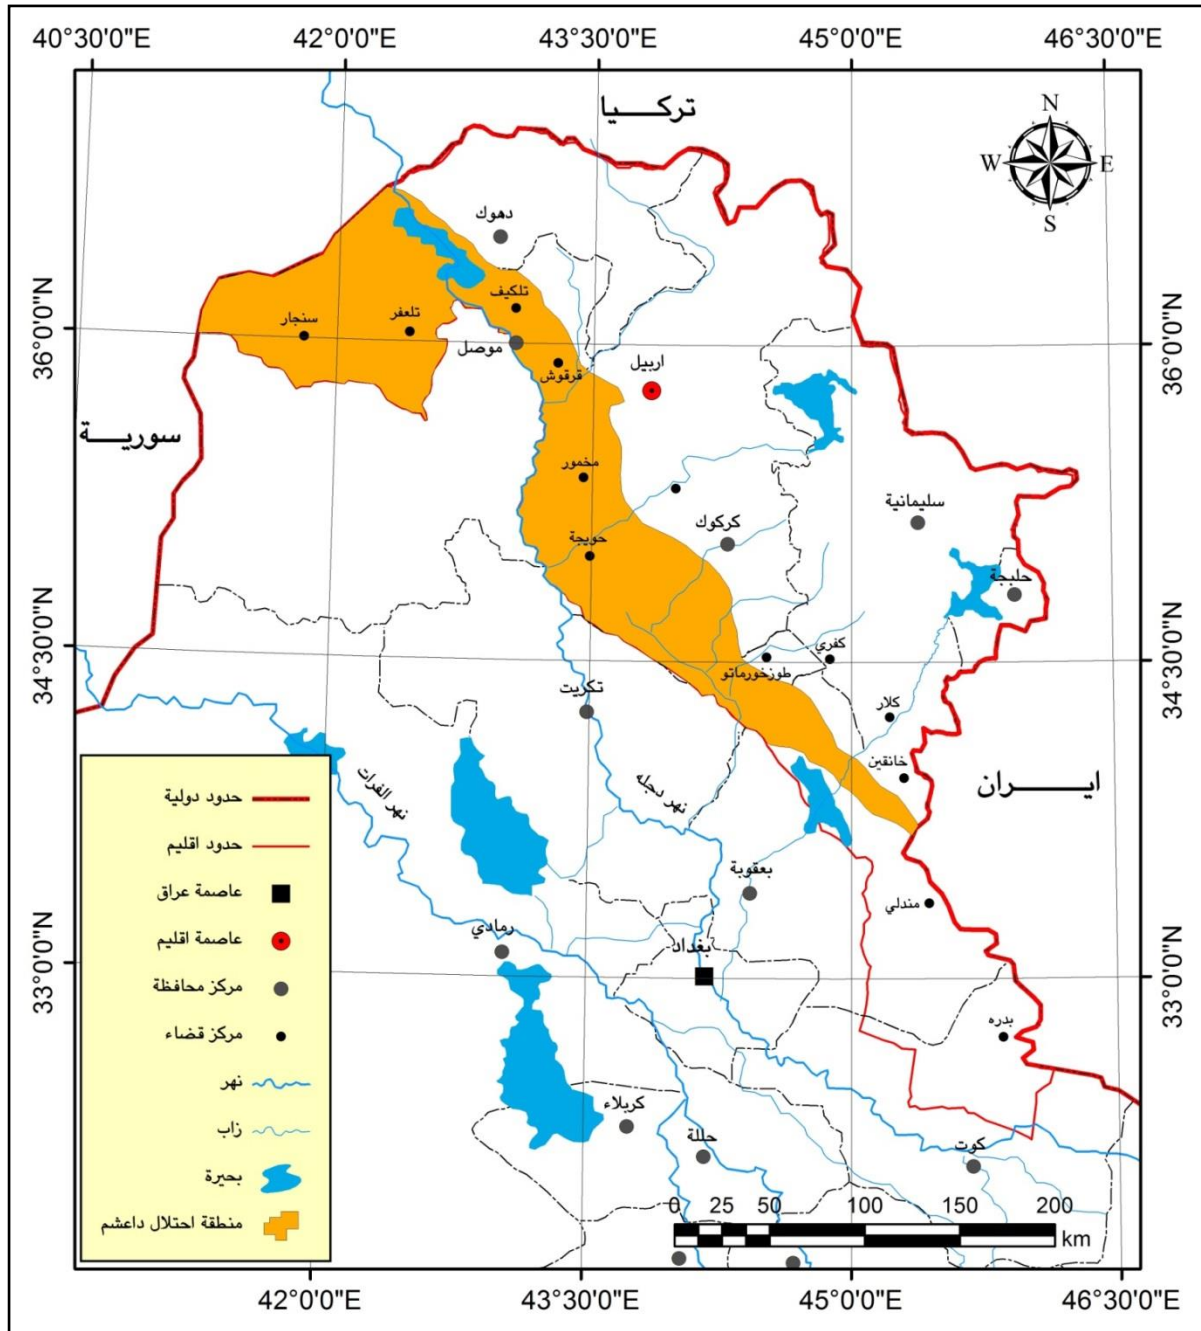 40°30'0"E
42°0'0"E
43°30'0"E
45°0'0"E
46°30'0"E
تركـــيا
N
W
E
S
دهوك
36°0'0"N
36°0'0"N
تلكيف
سنجار
تلعفر
موصل
قرقوش
اربيل
سوريـــة
مخمور
سليمانية
كركوك
حويجة
حلبجة
34°30'0"N
34°30'0"N
كفري
طوزخورماتو
تكريت
كلار
خانقين
ايـــــران
نهر الفرات
نهر دجله
حدود دولية
حدود اقليم
عاصمة عراق
عاصمة اقليم
مركز محافظة
مركز قضاء
نهر
زاب
بحيرة
منطقة احتلال داعشم
بعقوبة
مندلي
رمادي
بغداد
33°0'0"N
33°0'0"N
بدره
كربلاء
حللة
كوت
0 25 50 100 150 200
km
42°0'0"E
43°30'0"E
45°0'0"E
46°30'0"E